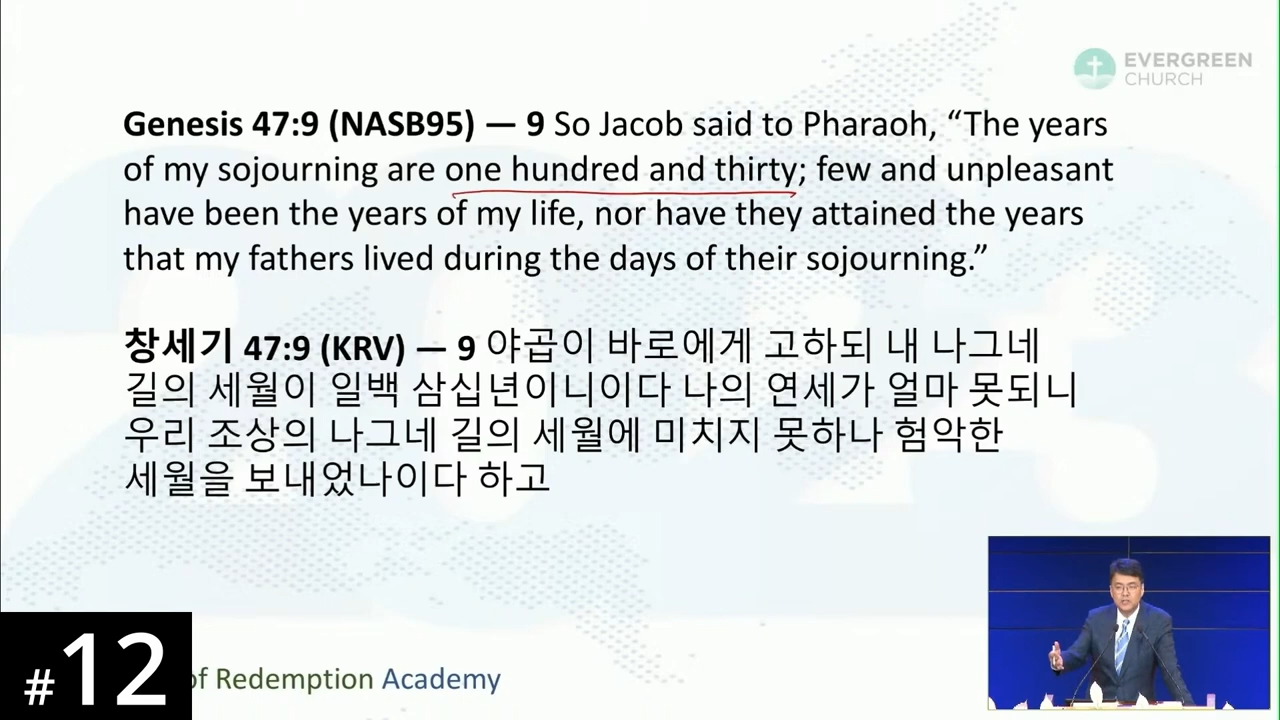 EVERGREEN
CHURCH
Genesis 47:9 (NASB95) — 9 So Jacob said to Pharaoh, “The years
of my sojourning are one hundred and thirty; few and unpleasant
have been the years of my life, nor have they attained the years
that my fathers lived during the days of their sojourning.”
창세기 47:9 (KRV) — 9 야곱이 바로에게 고하되 내 나그네
길의 세월이 일백 삼십년이니이다 나의 연세가 얼마 못되니
우리 조상의 나그네 길의 세월에 미치지 못하나 험악한
세월을 보내었나이다 하고
#12
of Redemption Academy